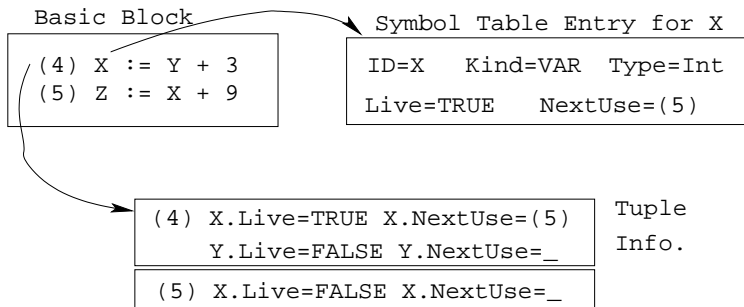 Basic Block
(4) X := Y + 3
(5) Z := X + 9
Symbol Table Entry for X
ID=X Kind=VAR Type=Int
Live=TRUE NextUse=(5)
(4) X.Live=TRUE X.NextUse=(5)
Y.Live=FALSE Y.NextUse=_
(5) X.Live=FALSE X.NextUse=_
Tuple
Info.